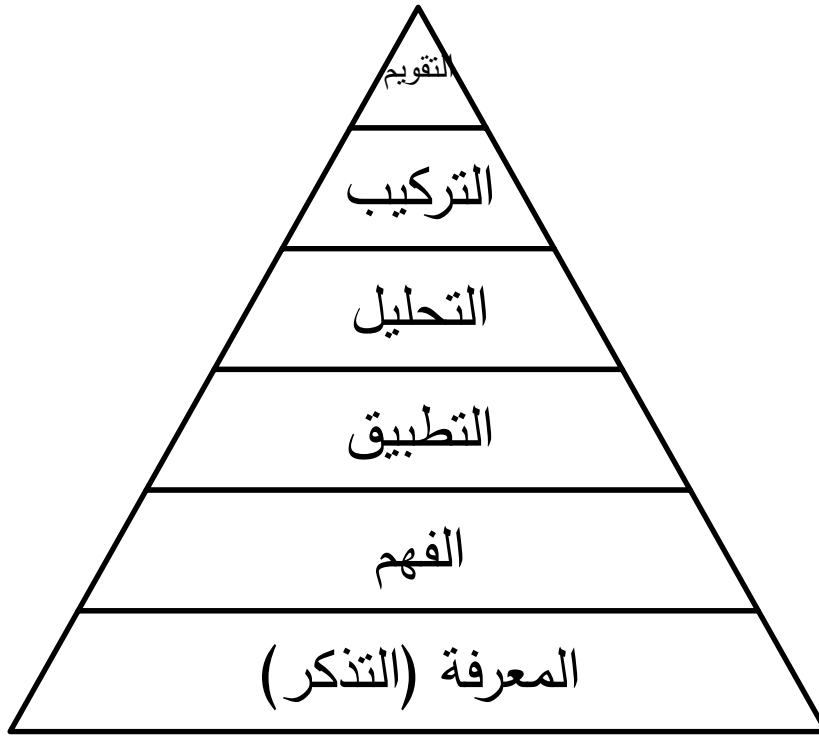 التقويم
التركيب
التحليل
التطبيق
الفهم
المعرفة (التذكر)